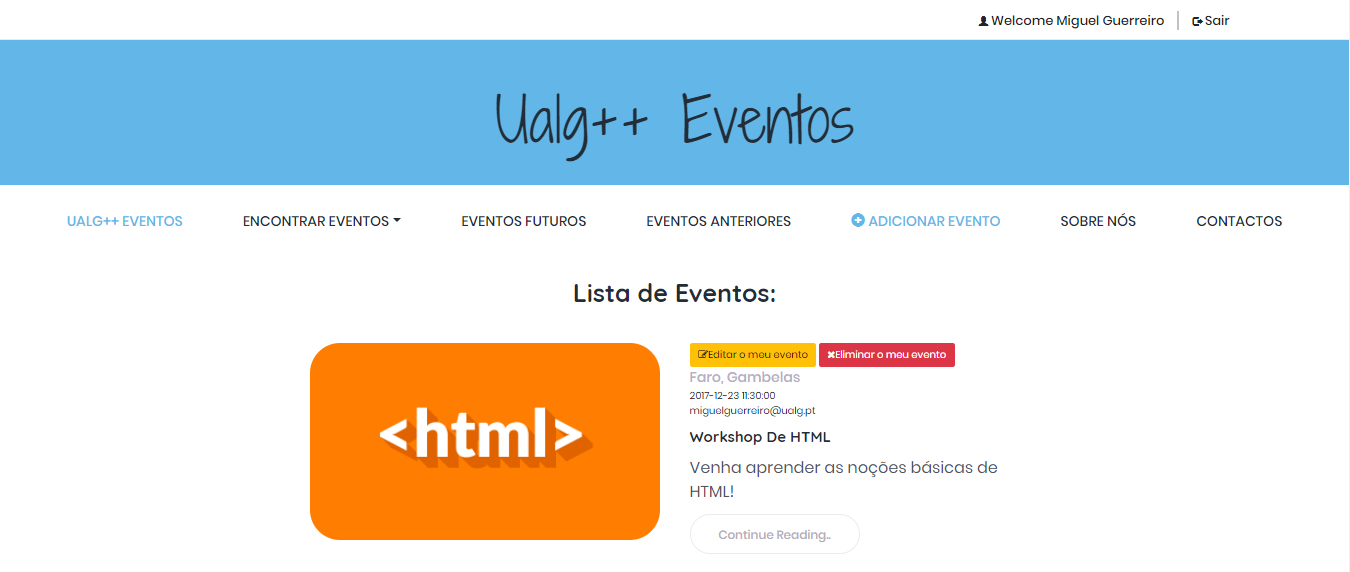 Welcome Miguel Guerreiro Sair
Ualg++ Eventos
UALG++ EVENTOS ENCONTRAR EVENTOS EVENTOS FUTUROS EVENTOS ANTERIORES ADICIONAR EVENTO SOBRE NÓS CONTACTOS
Lista de Eventos:
<html>
Editar o meu evento Eliminar o meu evento
Faro, Gambelas
2017-12-23 11:30:00
miguelguerreiro@ualg.pt
Workshop De HTML
Venha aprender as noções básicas de
HTML!
Continue Reading..